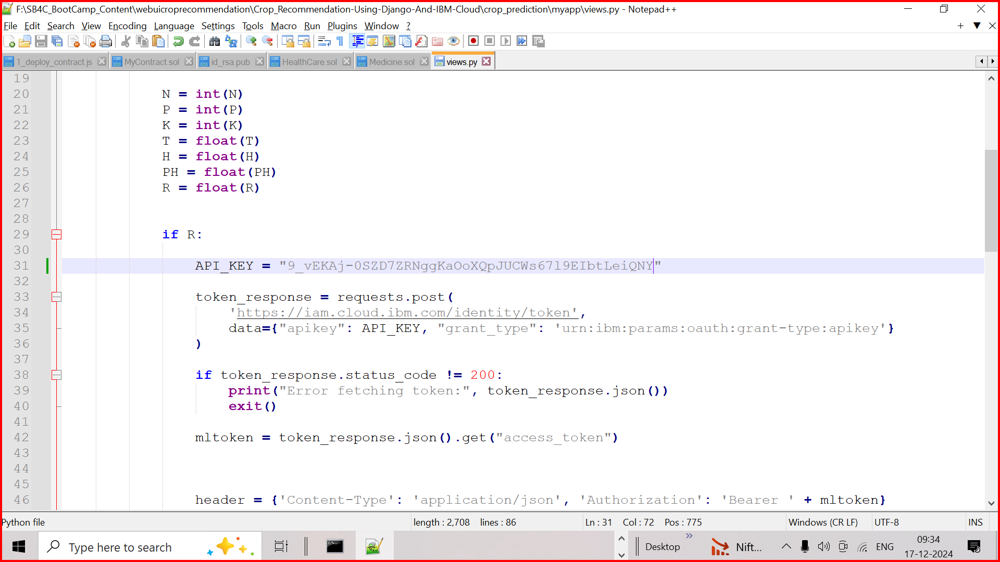 F:\SB4C_BootCamp_Content\webuicroprecommendation\Crop_Recommendation-Using-Django-And-IBM-Cloud\crop_prediction\myapp\views.py - Notepad++
File Edit Search View Encoding Language Settings Tools Macro Run Plugins Window ?
1_deploy_contract.js MyContract.sol id_rsa.pub HealthCare.sol Medicine.sol views.py
19
20 N = int(N)
21 P = int(P)
22 K = int(K)
23 T = float(T)
24 H = float(H)
25 PH = float(PH)
26 R = float(R)
27
28
29 if R:
30
31 API_KEY = "9_vEKAj-0SZD7ZRNggKaOoXQpJUCWs67l9EIbtLeiQNY"
32
33 token_response = requests.post(
34 'https://iam.cloud.ibm.com/identity/token',
35 data={"apikey": API_KEY, "grant_type": 'urn:ibm:params:oauth:grant-type:apikey'}
36 )
37
38 if token_response.status_code != 200:
39 print("Error fetching token:", token_response.json())
40 exit()
41
42 mltoken = token_response.json().get("access_token")
43
44
45
46 header = {'Content-Type': 'application/json', 'Authorization': 'Bearer ' + mltoken}
Python file length : 2,708 lines : 86 Ln : 31 Col : 72 Pos : 775 Windows (CR LF) UTF-8 INS
Type here to search Desktop Nift... ENG 09:34
17-12-2024